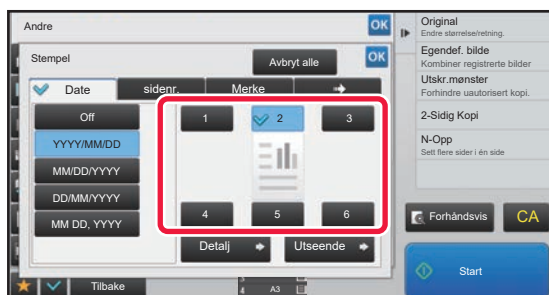 Andre
OK
Stempel
Avbryt alle
OK
Date
sidenr.
Merke
Off
YYYY/MM/DD
MM/DD/YYYY
DD/MM/YYYY
MM DD, YYYY
1
2
3
4
5
6
Detalj
Utseende
Tilbake
A3
Original
Endre størrelse/retning.
Egendef. bilde
Kombiner registrerte bilder
Utskr.mønster
Forhindre uautorisert kopi.
2-Sidig Kopi
N-Opp
Sett flere sider i én side
Forhåndsvis
CA
Start